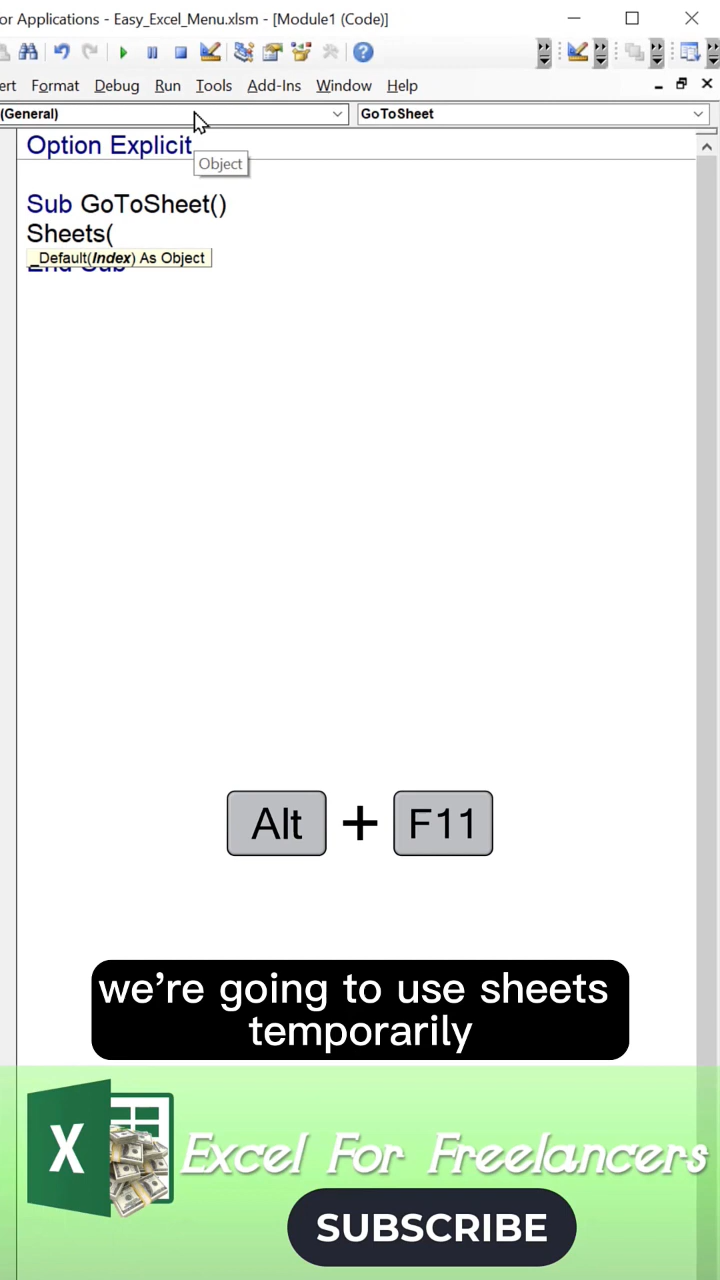 or Applications - Easy_Excel_Menu.xlsm - [Module1 (Code)]
ert Format Debug Run Tools Add-Ins Window Help
(General) GoToSheet
Option Explicit
Object
Sub GoToSheet()
Sheets(
_Default(Index) As Object
End Sub
Alt + F11
we're going to use sheets
temporarily
X Excel For Freelancers
SUBSCRIBE